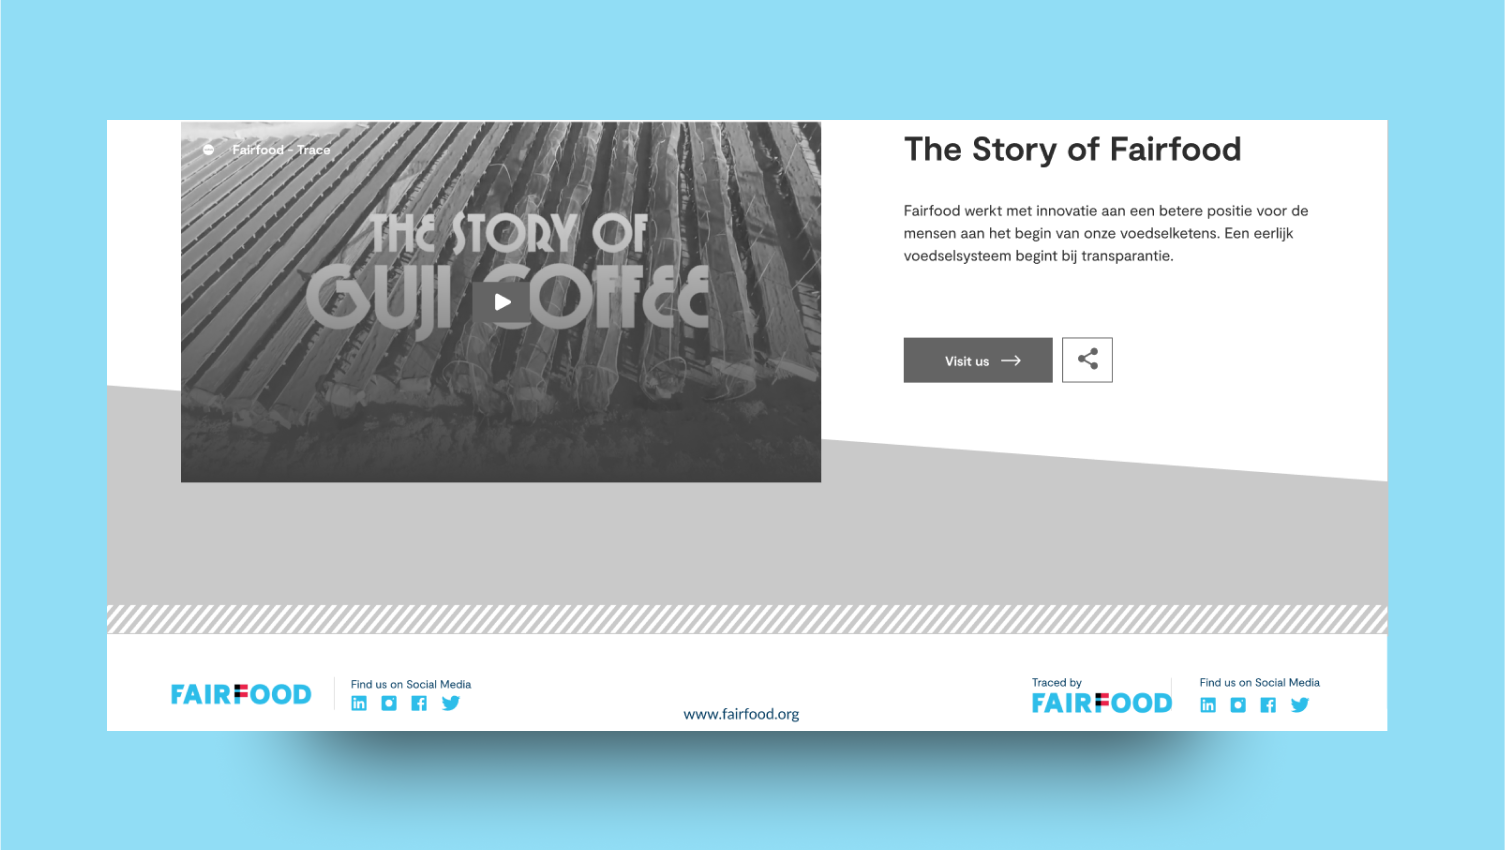 Fairfood - Trace
THE STORY OF
GUJI COFFEE
The Story of Fairfood
Fairfood werkt met innovatie aan een betere positie voor de
mensen aan het begin van onze voedselketens. Een eerlijk
voedselsysteem begint bij transparantie.
Visit us
FAIRFOOD
Find us on Social Media
www.fairfood.org
Traced by
FAIRFOOD
Find us on Social Media